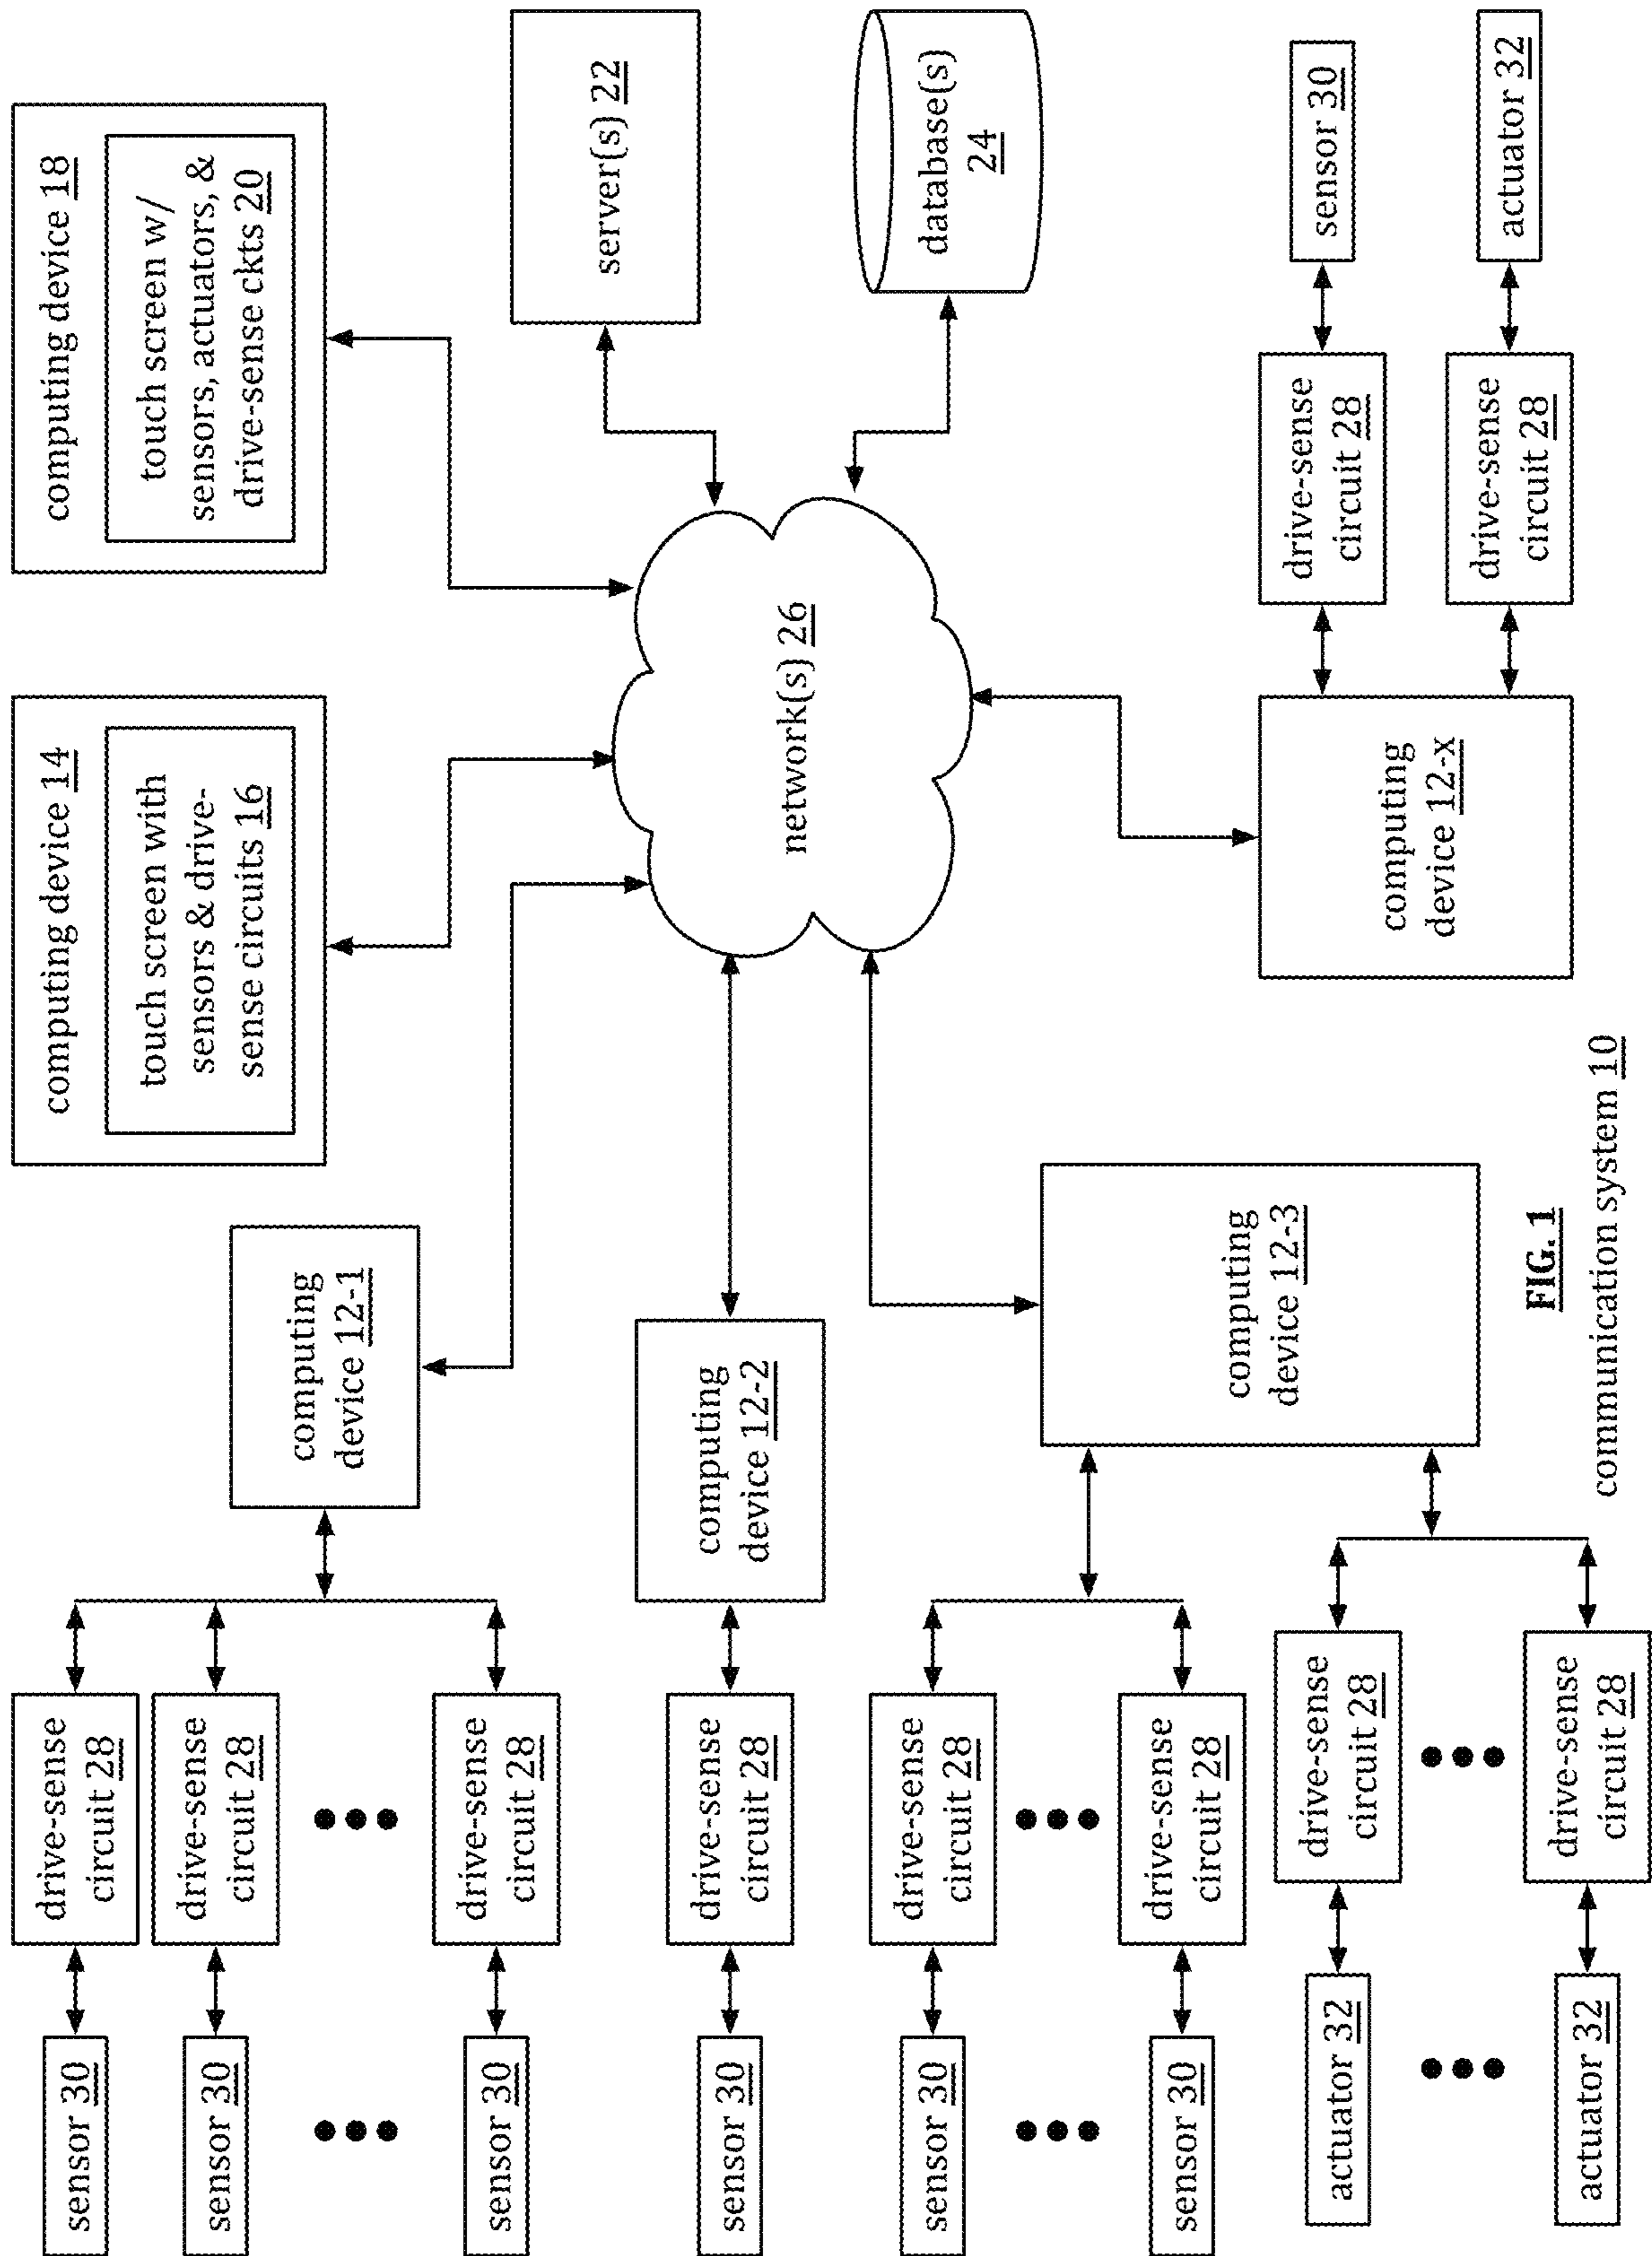 computing device 14
touch screen with
sensors & drive-
sense circuits 16
computing device 18
touch screen w/
sensors, actuators, &
drive-sense ckts 20
sensor 30
drive-sense
circuit 28
sensor 30
drive-sense
circuit 28
sensor 30
drive-sense
circuit 28
computing
device 12-1
server(s) 22
sensor 30
drive-sense
circuit 28
computing
device 12-2
network(s) 26
database(s)
24
sensor 30
drive-sense
circuit 28
sensor 30
drive-sense
circuit 28
computing
device 12-3
actuator 32
drive-sense
circuit 28
actuator 32
drive-sense
circuit 28
computing
device 12-x
drive-sense
circuit 28
sensor 30
drive-sense
circuit 28
actuator 32
FIG. 1
communication system 10